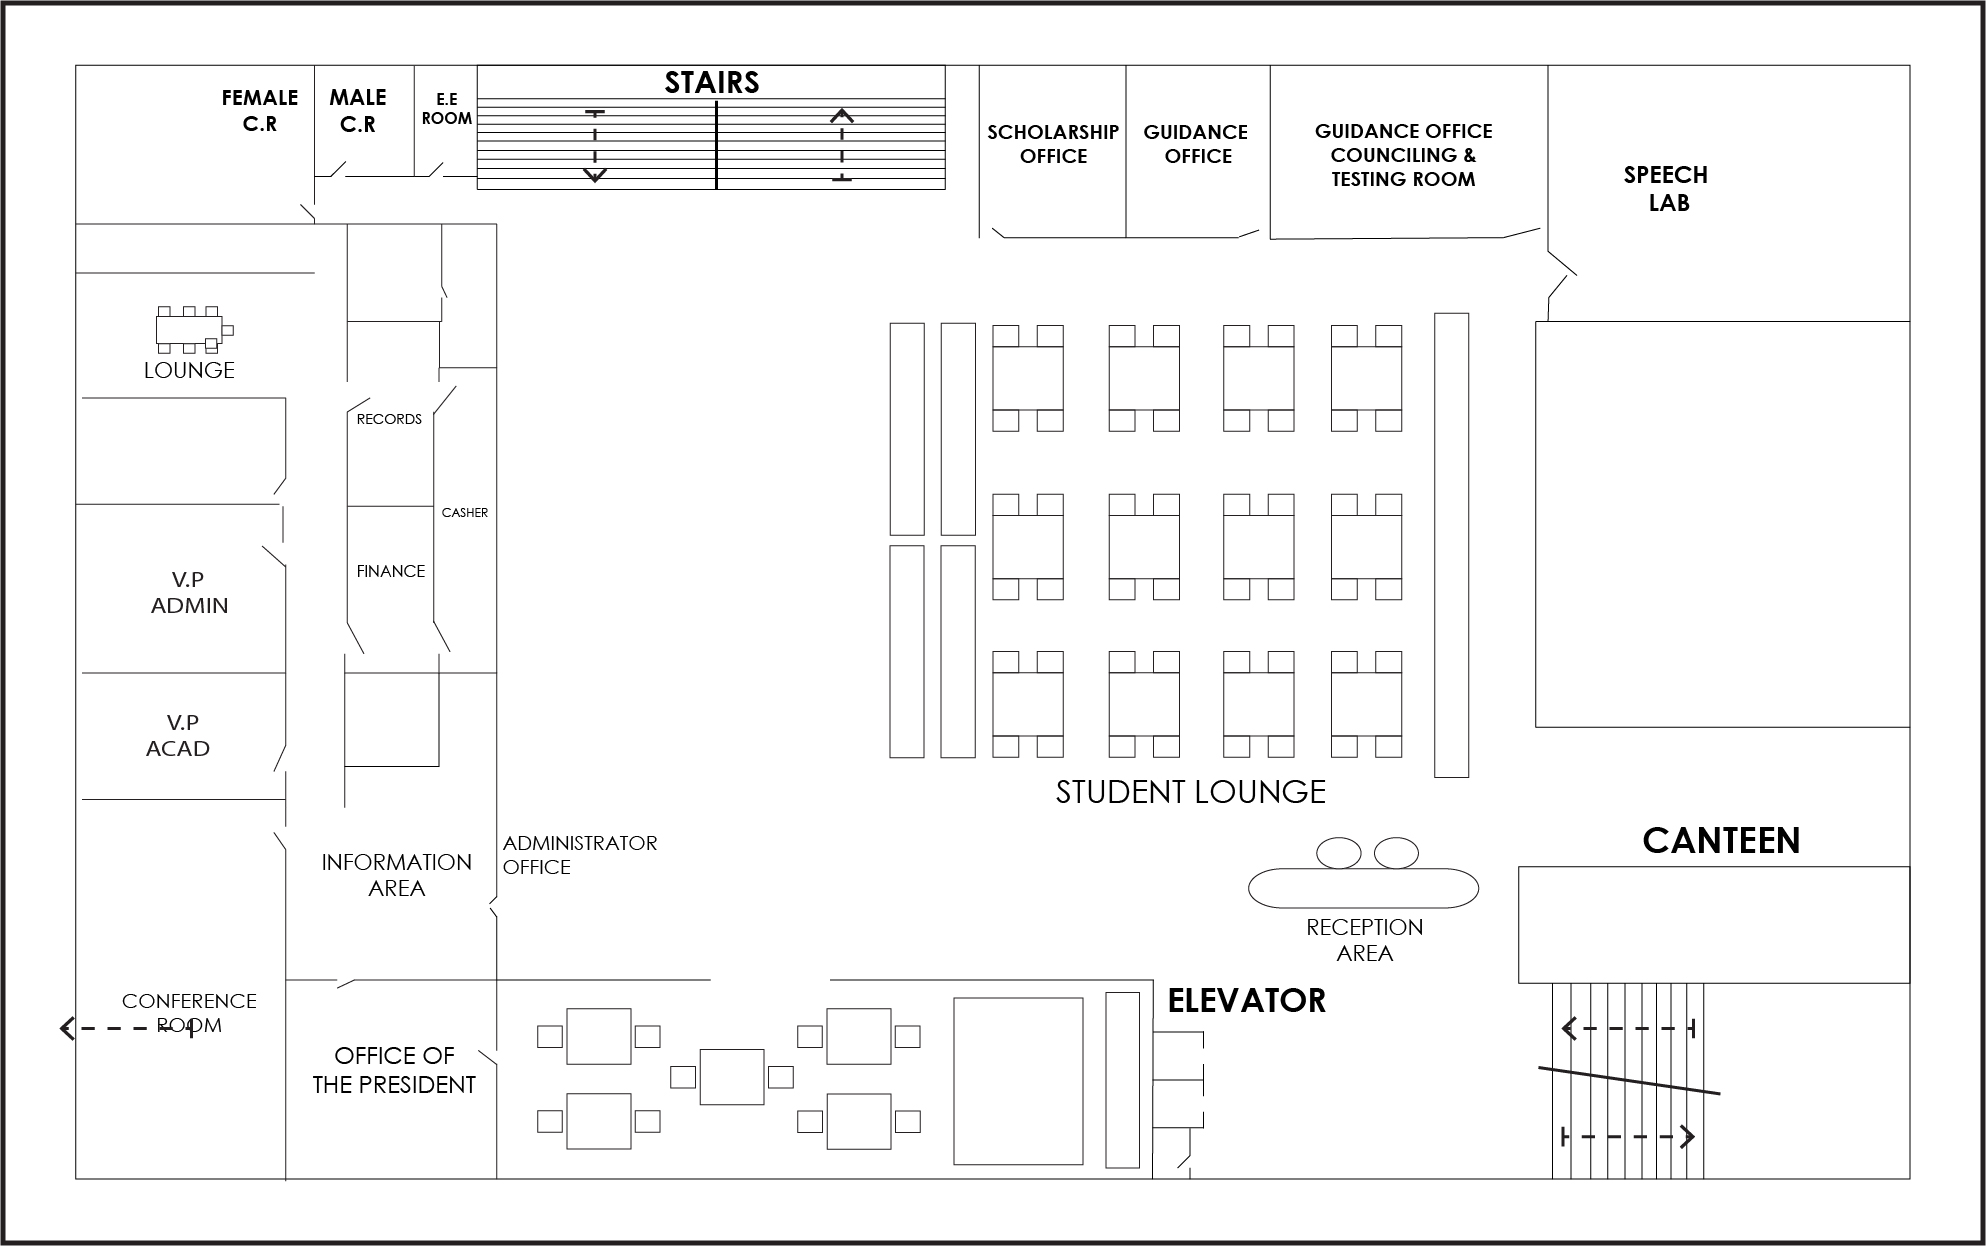 STAIRS
FEMALE
C.R
MALE
C.R
E.E
ROOM
SCHOLARSHIP
OFFICE
GUIDANCE
OFFICE
GUIDANCE OFFICE
COUNCILING &
TESTING ROOM
SPEECH
LAB
LOUNGE
RECORDS
CASHER
FINANCE
V.P
ADMIN
V.P
ACAD
STUDENT LOUNGE
CANTEEN
ADMINISTRATOR
OFFICE
INFORMATION
AREA
RECEPTION
AREA
CONFERENCE
ROOM
ELEVATOR
OFFICE OF
THE PRESIDENT